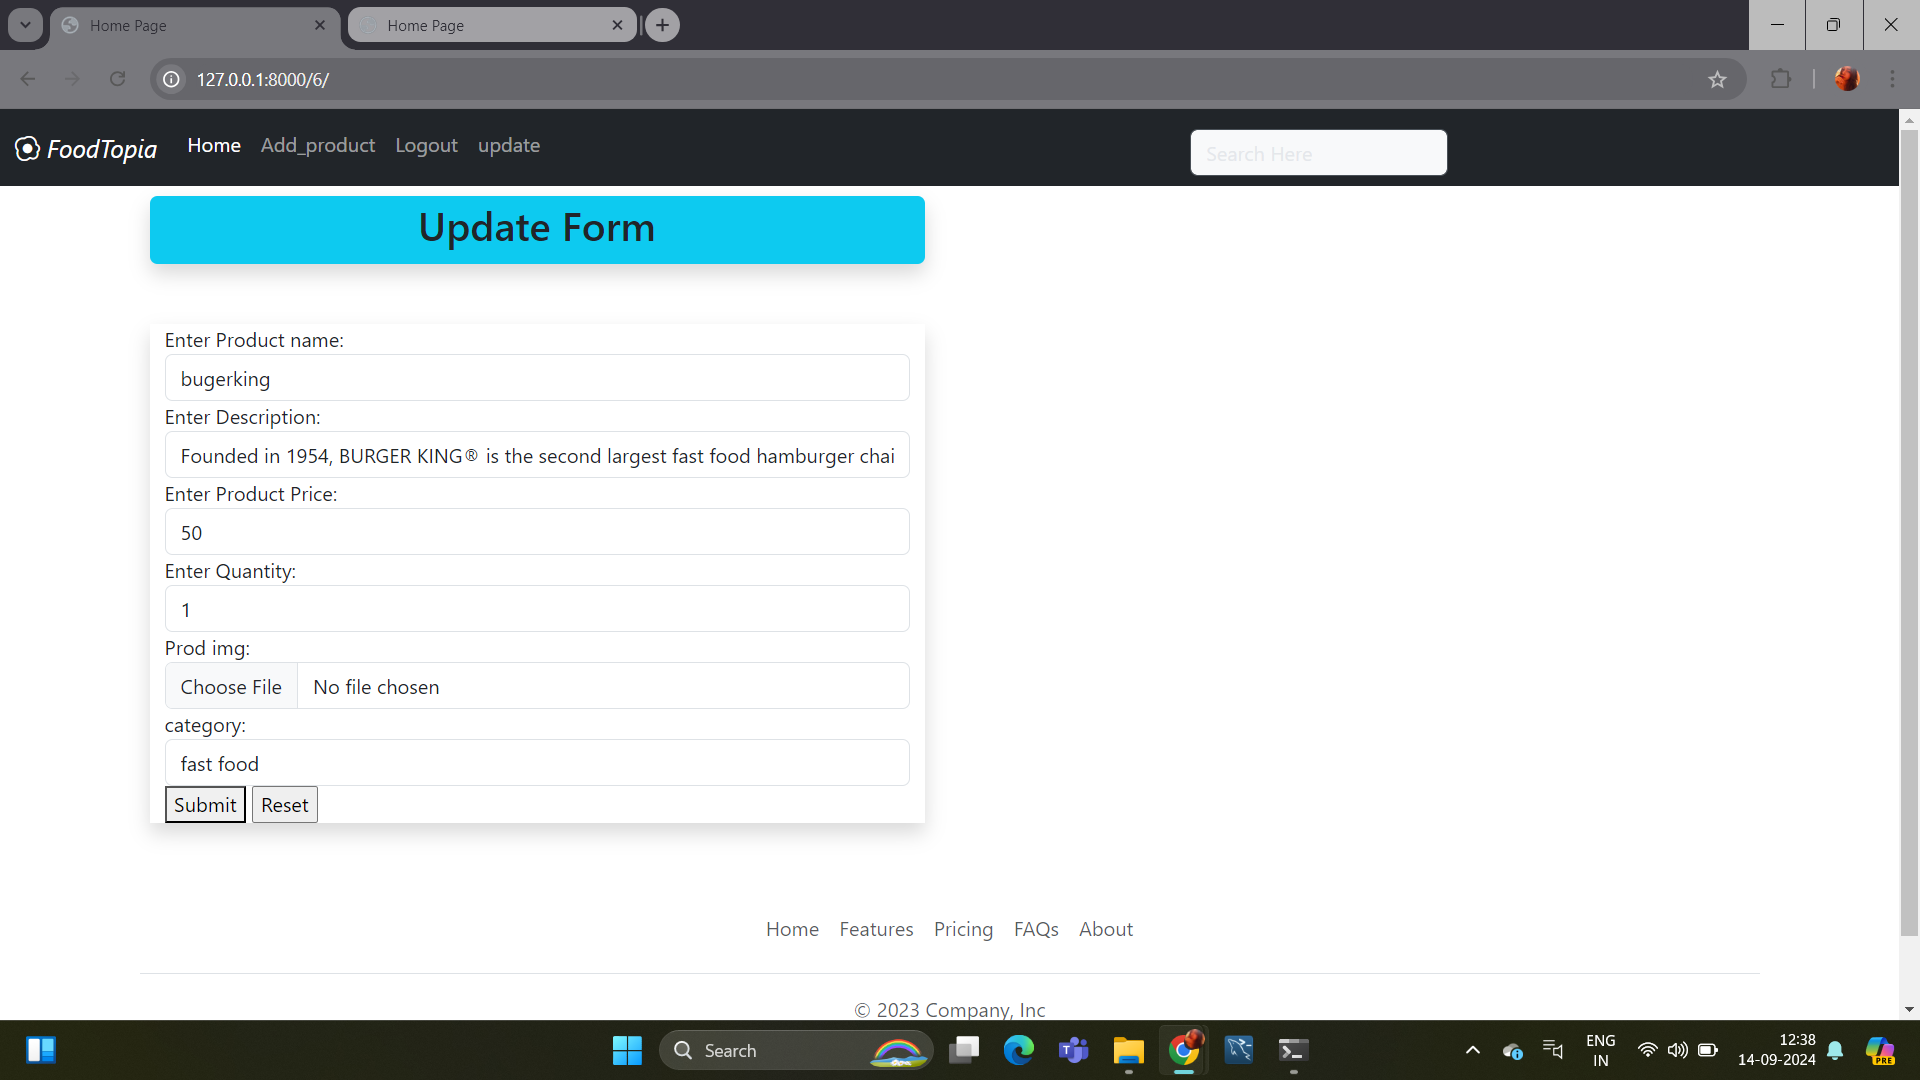 Home Page
Home Page
127.0.0.1:8000/6/
FoodTopia Home Add_product Logout update Search Here
Update Form
Enter Product name:
bugerking
Enter Description:
Founded in 1954, BURGER KING® is the second largest fast food hamburger chai
Enter Product Price:
50
Enter Quantity:
1
Prod img:
Choose File No file chosen
category:
fast food
Submit Reset
Home Features Pricing FAQs About
© 2023 Company, Inc
Search
ENG
IN
12:38
14-09-2024
PRE